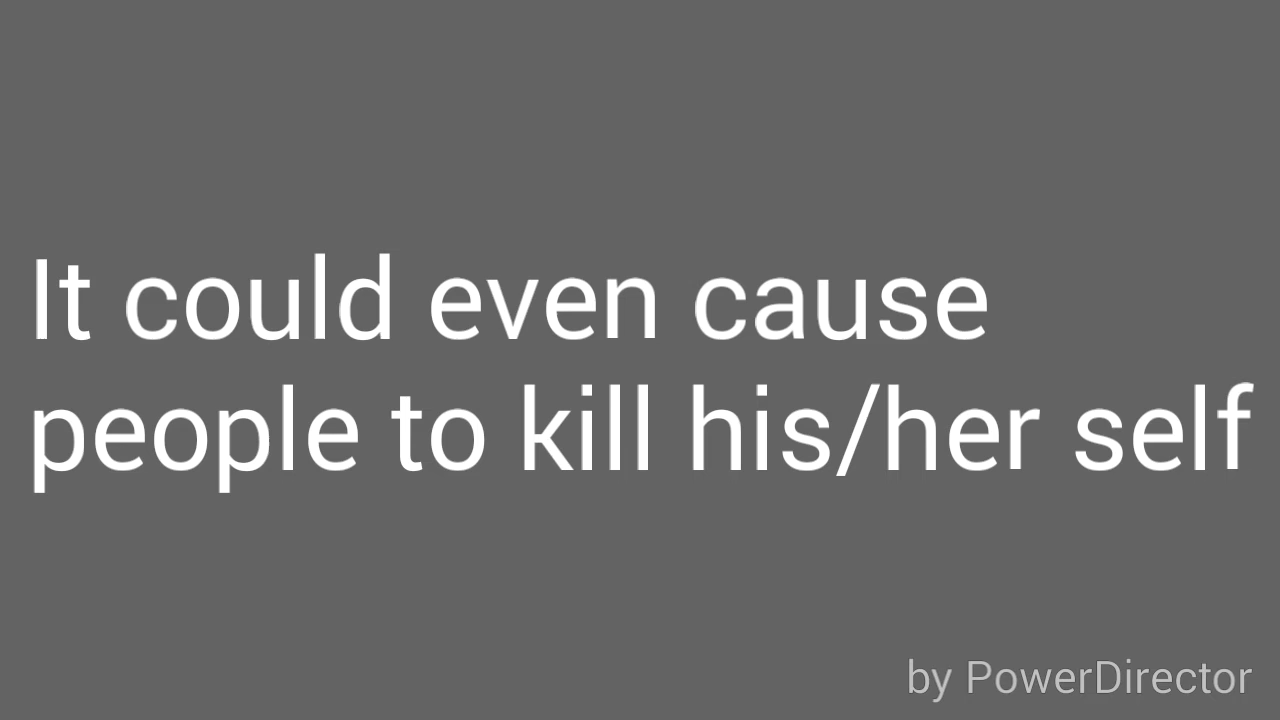 It could even cause
people to kill his/her self
by PowerDirector